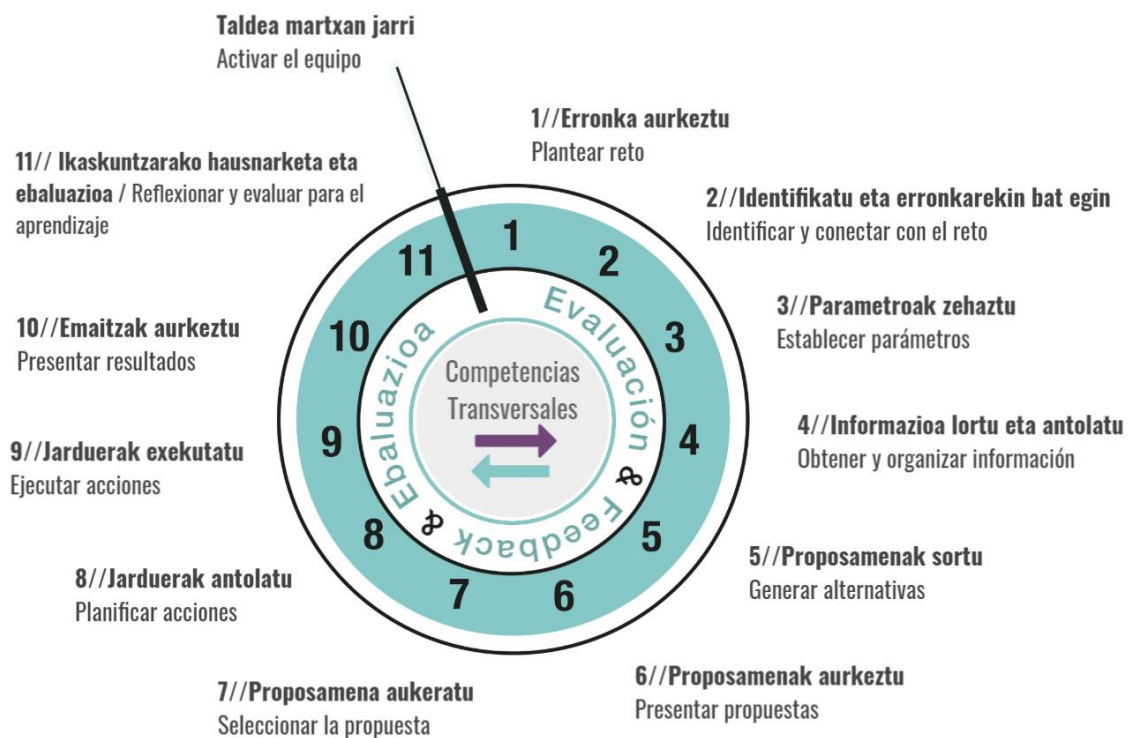 Taldea martxan jarri
Activar el equipo
1//Erronka aurkeztu
Plantear reto
2//Identifikatu eta erronkarekin bat egin
Identificar y conectar con el reto
3//Parametroak zehaztu
Establecer parámetros
4//Informazioa lortu eta antolatu
Obtener y organizar información
5//Proposamenak sortu
Generar alternativas
6//Proposamenak aurkeztu
Presentar propuestas
7//Proposamena aukeratu
Seleccionar la propuesta
8//Jarduerak antolatu
Planificar acciones
9//Jarduerak exekutatu
Ejecutar acciones
10//Emaitzak aurkeztu
Presentar resultados
11// Ikaskuntzarako hausnarketa eta
ebaluazioa / Reflexionar y evaluar para el
aprendizaje
1
2
3
4
5
6
7
8
9
10
11
Evaluación & Feedback & Ebaluazioa
Competencias
Transversales